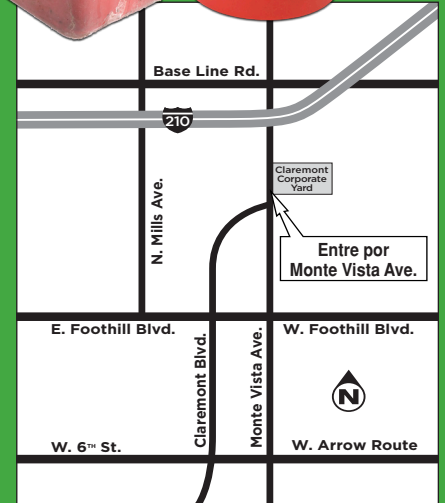 Base Line Rd.
210
Claremont
Corporate
Yard
N. Mills Ave.
Entre por
Monte Vista Ave.
E. Foothill Blvd.
W. Foothill Blvd.
Claremont Blvd.
Monte Vista Ave.
N
W. 6TH St.
W. Arrow Route